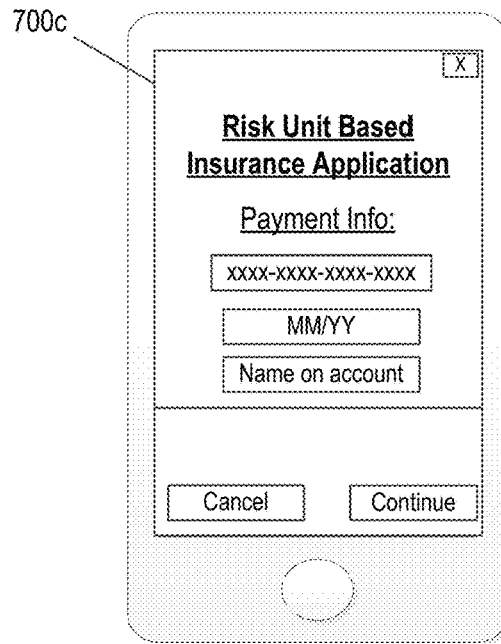 700c
X
Risk Unit Based
Insurance Application
Payment Info:
xxxx-xxxx-xxxx-xxxx
MM/YY
Name on account
Cancel Continue